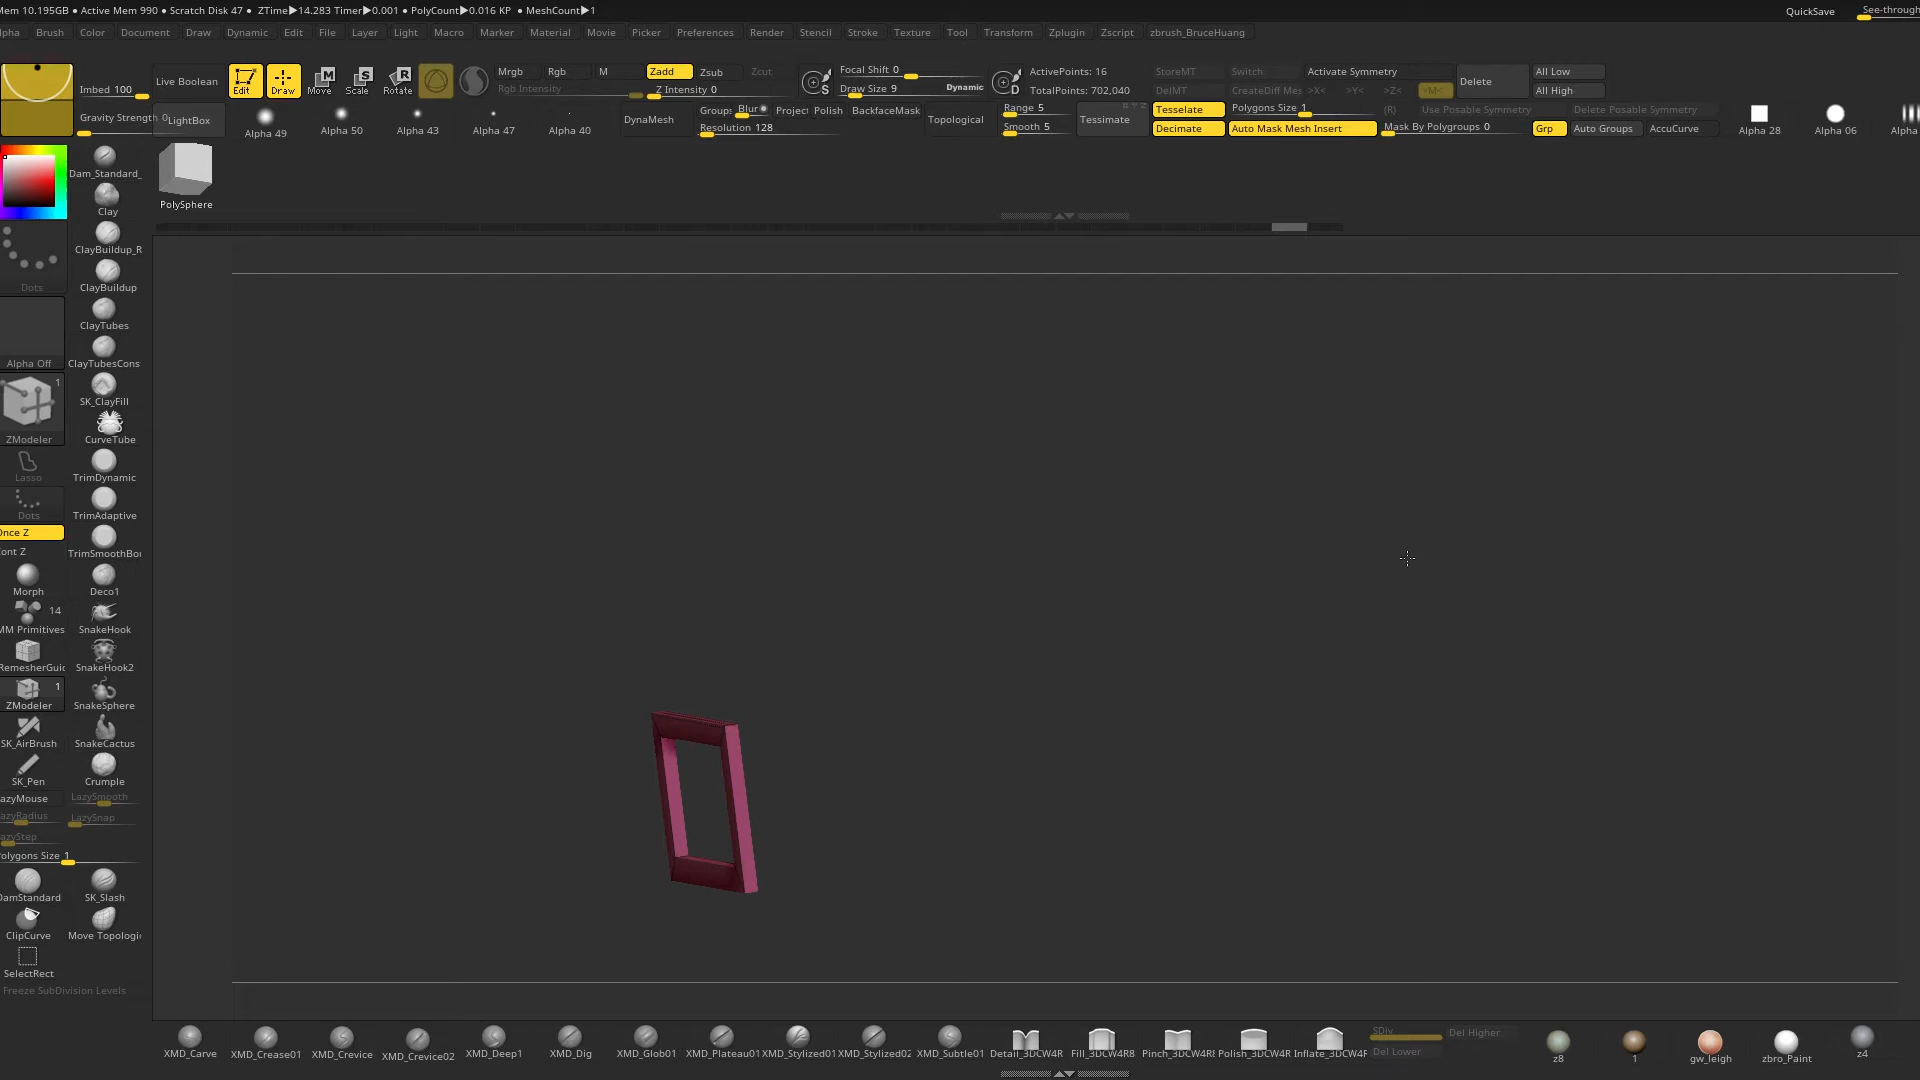 Mem 10.195GB • Active Mem 990 • Scratch Disk 47 • ZTime▶14.283 Timer▶0.001 • PolyCount▶0.016 KP • MeshCount▶1
QuickSave
See-through
lpha Brush Color Document Draw Dynamic Edit File Layer Light Macro Marker Material Movie Picker Preferences Render Stencil Stroke Texture Tool Transform Zplugin Zscript zbrush_BruceHuang
Imbed 100
Gravity Strength 0
Live Boolean
LightBox
Edit Draw Move Scale Rotate
Mrgb Rgb M Zadd Zsub Zcut
Rgb Intensity Z Intensity 0
Focal Shift 0
Draw Size 9 Dynamic
ActivePoints: 16
TotalPoints: 702,040
StoreMT Switch Activate Symmetry
DelMT CreateDiff Mes >X< >Y< >Z< >M<
Delete
All Low
All High
Alpha 49 Alpha 50 Alpha 43 Alpha 47 Alpha 40
DynaMesh
Groups Blur Project Polish BackfaceMask
Resolution 128
Topological
Range 5
Smooth 5
Tessimate
Tesselate Polygons Size 1 (R) Use Posable Symmetry Delete Posable Symmetry
Decimate Auto Mask Mesh Insert Mask By Polygroups 0 Grp Auto Groups AccuCurve
Alpha 28 Alpha 06 Alpha
PolySphere
Dam_Standard_
Clay
ClayBuildup_R
Dots
ClayBuildup
ClayTubes
Alpha Off
ClayTubesCons
1
SK_ClayFill
ZModeler
CurveTube
Lasso
TrimDynamic
Dots
TrimAdaptive
Once Z
ont Z
TrimSmoothBor
Morph
Deco1
14
MM Primitives
SnakeHook
RemesherGuid
SnakeHook2
1
ZModeler
SnakeSphere
SK_AirBrush
SnakeCactus
SK_Pen
Crumple
azyMouse LazySmooth
azyRadius LazySnap
azyStep
olygons Size 1
DamStandard
SK_Slash
ClipCurve
Move Topologic
SelectRect
Freeze SubDivision Levels
XMD_Carve XMD_Crease01 XMD_Crevice XMD_Crevice02 XMD_Deep1 XMD_Dig XMD_Glob01 XMD_Plateau01 XMD_Stylized01 XMD_Stylized02 XMD_Subtle01 Detail_3DCW4R Fill_3DCW4R8 Pinch_3DCW4R8 Polish_3DCW4R Inflate_3DCW4R
SDiv Del Higher
Del Lower
z8 1 gw_leigh zbro_Paint z4